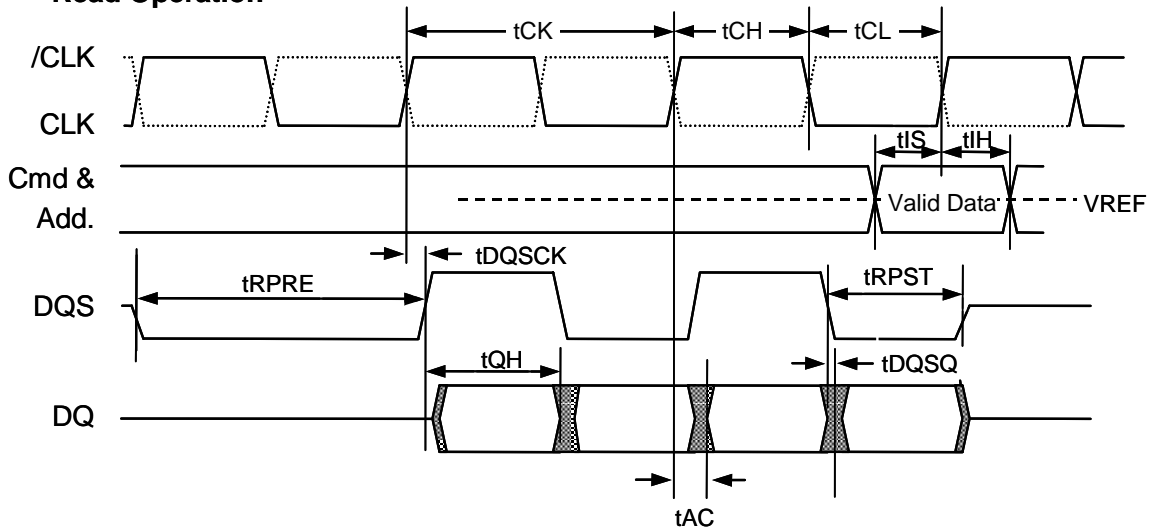 Read Operation
tCK
tCH
tCL
/CLK
CLK
tIS
tIH
Cmd &
Add.
Valid Data
VREF
tDQSCK
tRPRE
tRPST
DQS
tQH
tDQSQ
DQ
tAC